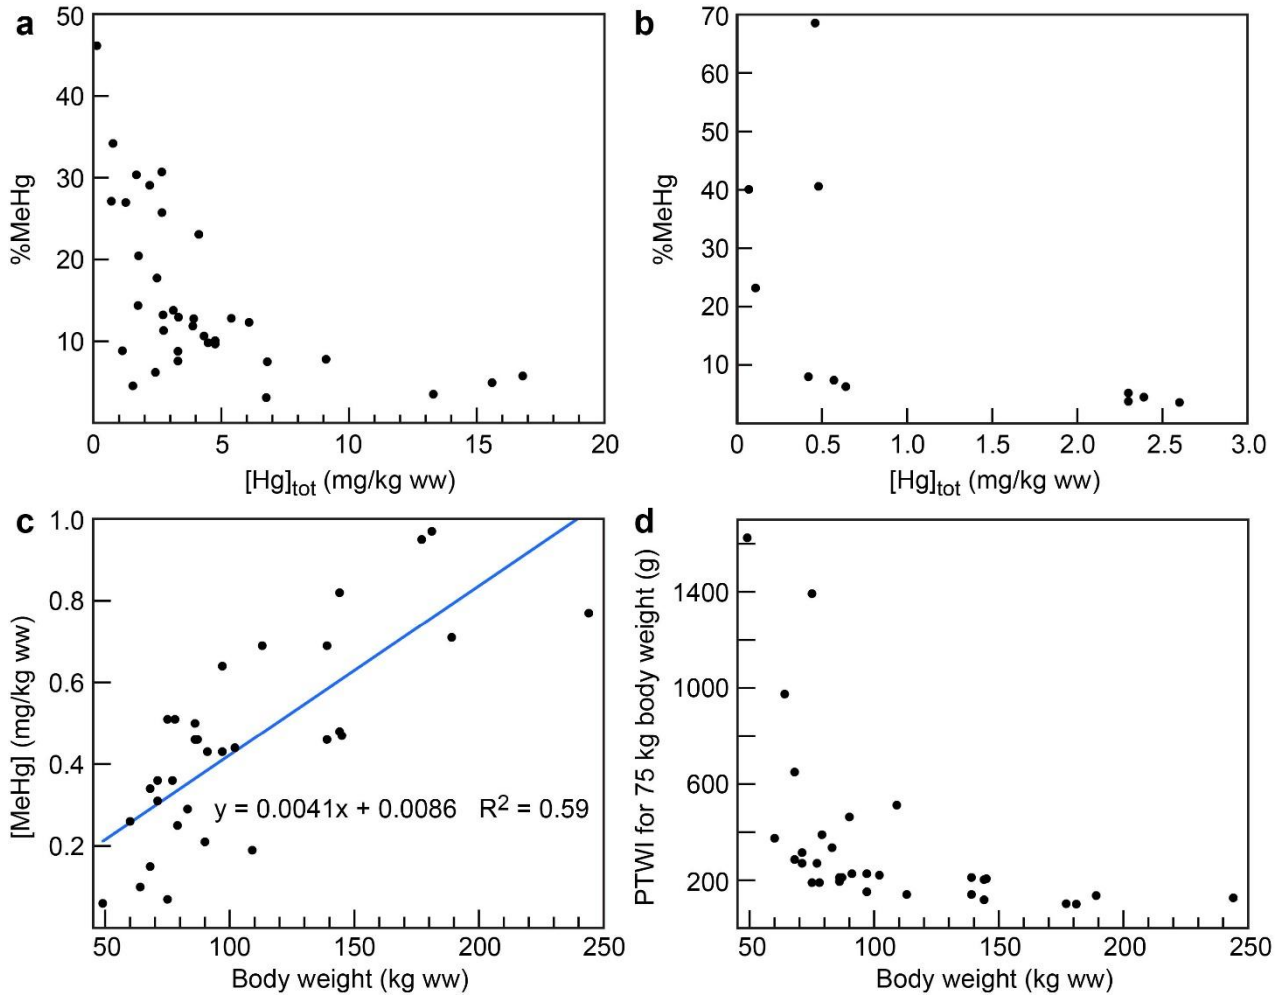 a
50
40
30
20
10
%MeHg
0 5 10 15 20
[Hg]tot (mg/kg ww)
b
70
60
50
40
30
20
10
%MeHg
0 0.5 1.0 1.5 2.0 2.5 3.0
[Hg]tot (mg/kg ww)
c
1.0
0.8
0.6
0.4
0.2
[MeHg] (mg/kg ww)
y = 0.0041x + 0.0086 R2 = 0.59
50 100 150 200 250
Body weight (kg ww)
d
1400
1000
600
200
PTWI for 75 kg body weight (g)
50 100 150 200 250
Body weight (kg ww)